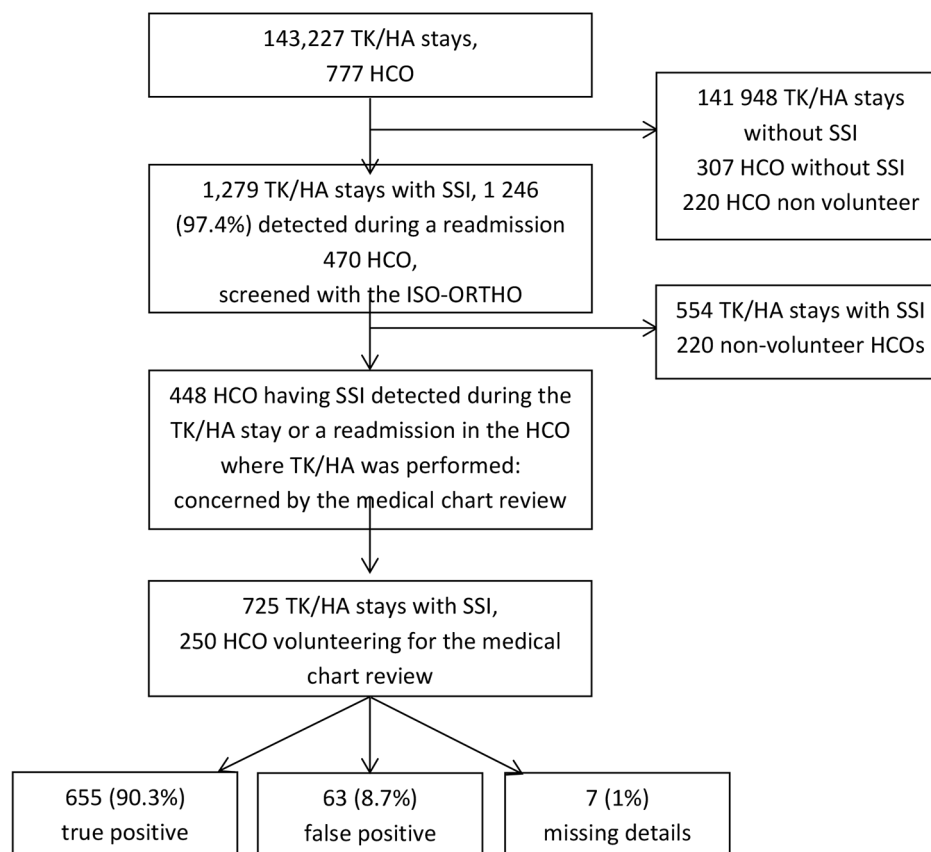 143,227 TK/HA stays,
777 HCO
141 948 TK/HA stays
without SSI
307 HCO without SSI
220 HCO non volunteer
1,279 TK/HA stays with SSI, 1 246
(97.4%) detected during a readmission
470 HCO,
screened with the ISO-ORTHO
554 TK/HA stays with SSI
220 non-volunteer HCOs
448 HCO having SSI detected during the
TK/HA stay or a readmission in the HCO
where TK/HA was performed:
concerned by the medical chart review
725 TK/HA stays with SSI,
250 HCO volunteering for the medical
chart review
655 (90.3%)
true positive
63 (8.7%)
false positive
7 (1%)
missing details